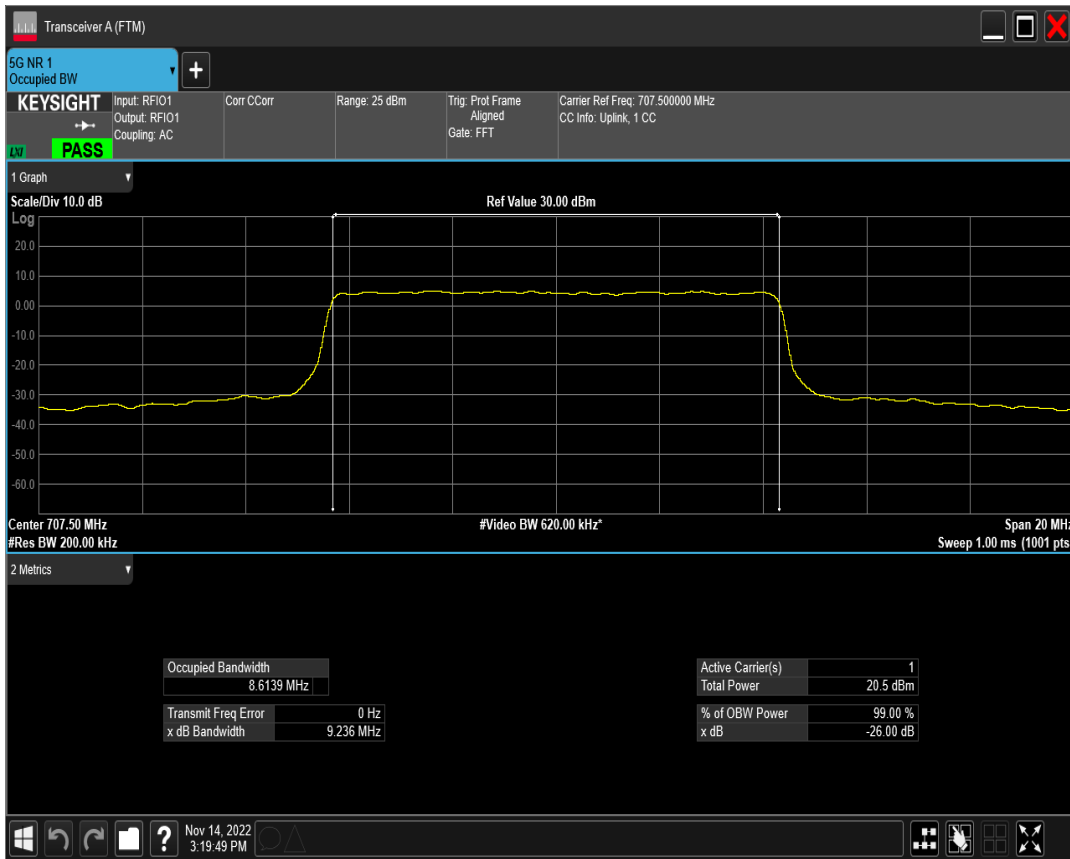 Transceiver A (FTM)
5G NR 1
Occupied BW
+
KEYSIGHT
LXI
PASS
Input: RFIO1
Output: RFIO1
Coupling: AC
Corr CCorr
Range: 25 dBm
Trig: Prot Frame
Aligned
Gate: FFT
Carrier Ref Freq: 707.500000 MHz
CC Info: Uplink, 1 CC
1 Graph
Scale/Div 10.0 dB
Ref Value 30.00 dBm
Log
20.0
10.0
0.00
-10.0
-20.0
-30.0
-40.0
-50.0
-60.0
Center 707.50 MHz
#Video BW 620.00 kHz*
Span 20 MHz
#Res BW 200.00 kHz
Sweep 1.00 ms (1001 pts
2 Metrics
Occupied Bandwidth
8.6139 MHz
Transmit Freq Error 0 Hz
x dB Bandwidth 9.236 MHz
Active Carrier(s) 1
Total Power 20.5 dBm
% of OBW Power 99.00 %
x dB -26.00 dB
?
Nov 14, 2022
3:19:49 PM